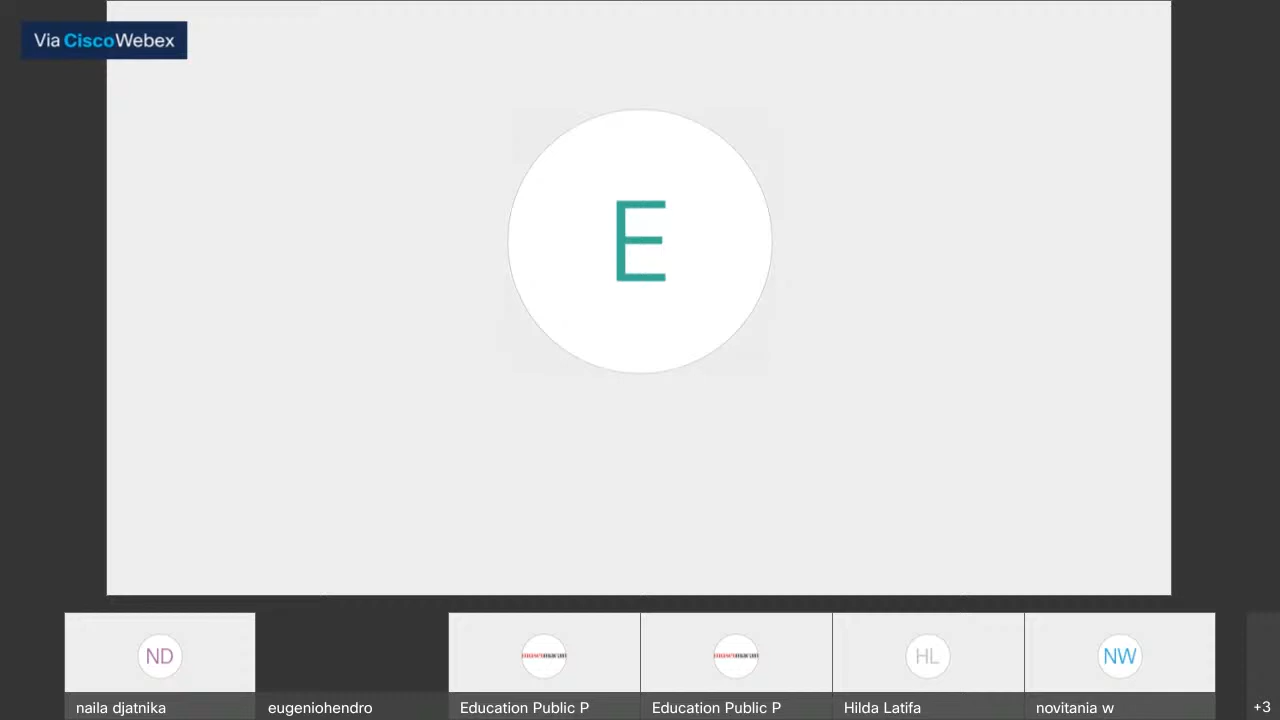 Via CiscoWebex
E
ND
HL
NW
naila djatnika
eugeniohendro
Education Public P
Education Public P
Hilda Latifa
novitania w
+3